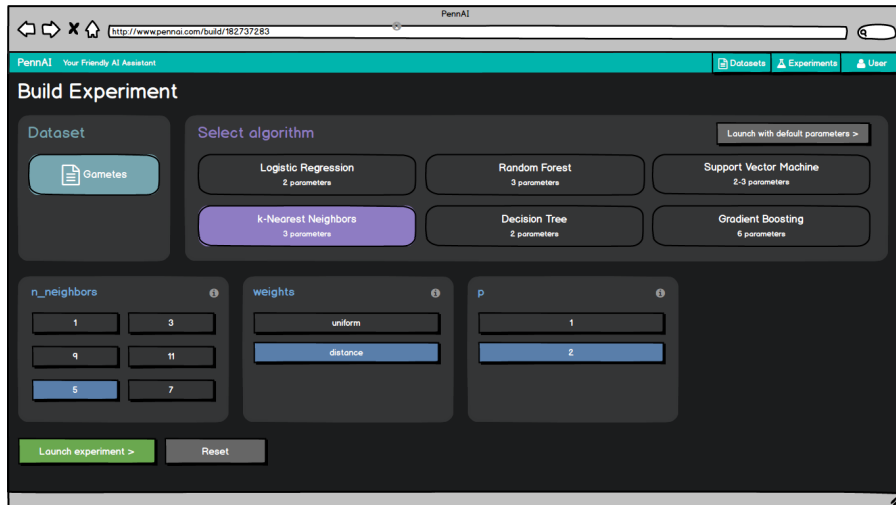 PennAI
http://www.pennai.com/build/182737283
PennAI Your Friendly AI Assistant Datasets Experiments User
Build Experiment
Dataset
Gametes
Select algorithm
Launch with default parameters >
Logistic Regression
2 parameters
Random Forest
3 parameters
Support Vector Machine
2-3 parameters
k-Nearest Neighbors
3 parameters
Decision Tree
2 parameters
Gradient Boosting
6 parameters
n_neighbors
1 3
9 11
5 7
weights
uniform
distance
p
1
2
Launch experiment > Reset